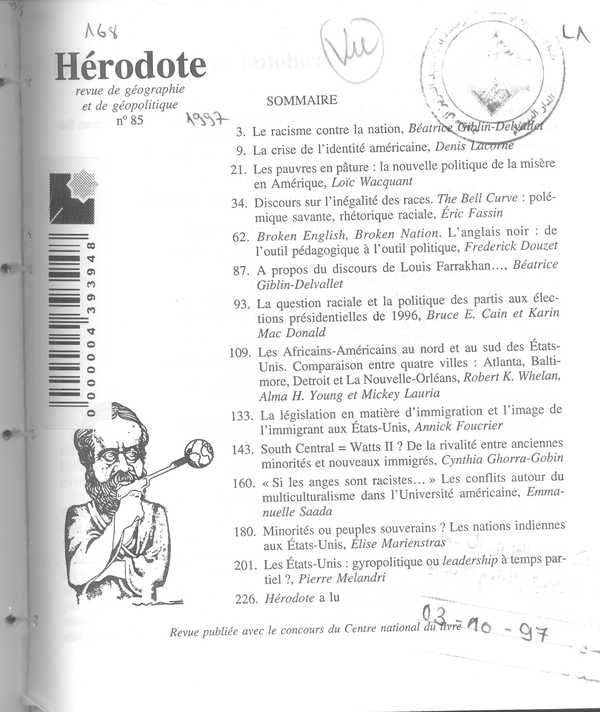 168
Vu
LA
Hérodote
revue de géographie
et de géopolitique
n° 85
1997
SOMMAIRE
3. Le racisme contre la nation, Béatrice Giblin-Delvallet
9. La crise de l'identité américaine, Denis Lacorne
21. Les pauvres en pâture : la nouvelle politique de la misère
en Amérique, Loïc Wacquant
34. Discours sur l'inégalité des races. The Bell Curve : polé-
mique savante, rhétorique raciale, Éric Fassin
62. Broken English, Broken Nation. L'anglais noir : de
l'outil pédagogique à l'outil politique, Frederick Douzet
87. A propos du discours de Louis Farrakhan…, Béatrice
Giblin-Delvallet
93. La question raciale et la politique des partis aux élec-
tions présidentielles de 1996, Bruce E. Cain et Karin
Mac Donald
109. Les Africains-Américains au nord et au sud des États-
Unis. Comparaison entre quatre villes : Atlanta, Balti-
more, Detroit et La Nouvelle-Orléans, Robert K. Whelan,
Alma H. Young et Mickey Lauria
133. La législation en matière d'immigration et l'image de
l'immigrant aux États-Unis, Annick Foucrier
143. South Central = Watts II ? De la rivalité entre anciennes
minorités et nouveaux immigrés, Cynthia Ghorra-Gobin
160. « Si les anges sont racistes… » Les conflits autour du
multiculturalisme dans l'Université américaine, Emma-
nuelle Saada
180. Minorités ou peuples souverains ? Les nations indiennes
aux États-Unis, Élise Marienstras
201. Les États-Unis : gyropolitique ou leadership à temps par-
tiel ?, Pierre Melandri
226. Hérodote a lu
0 000004 393948
Revue publiée avec le concours du Centre national du livre
03-10-97